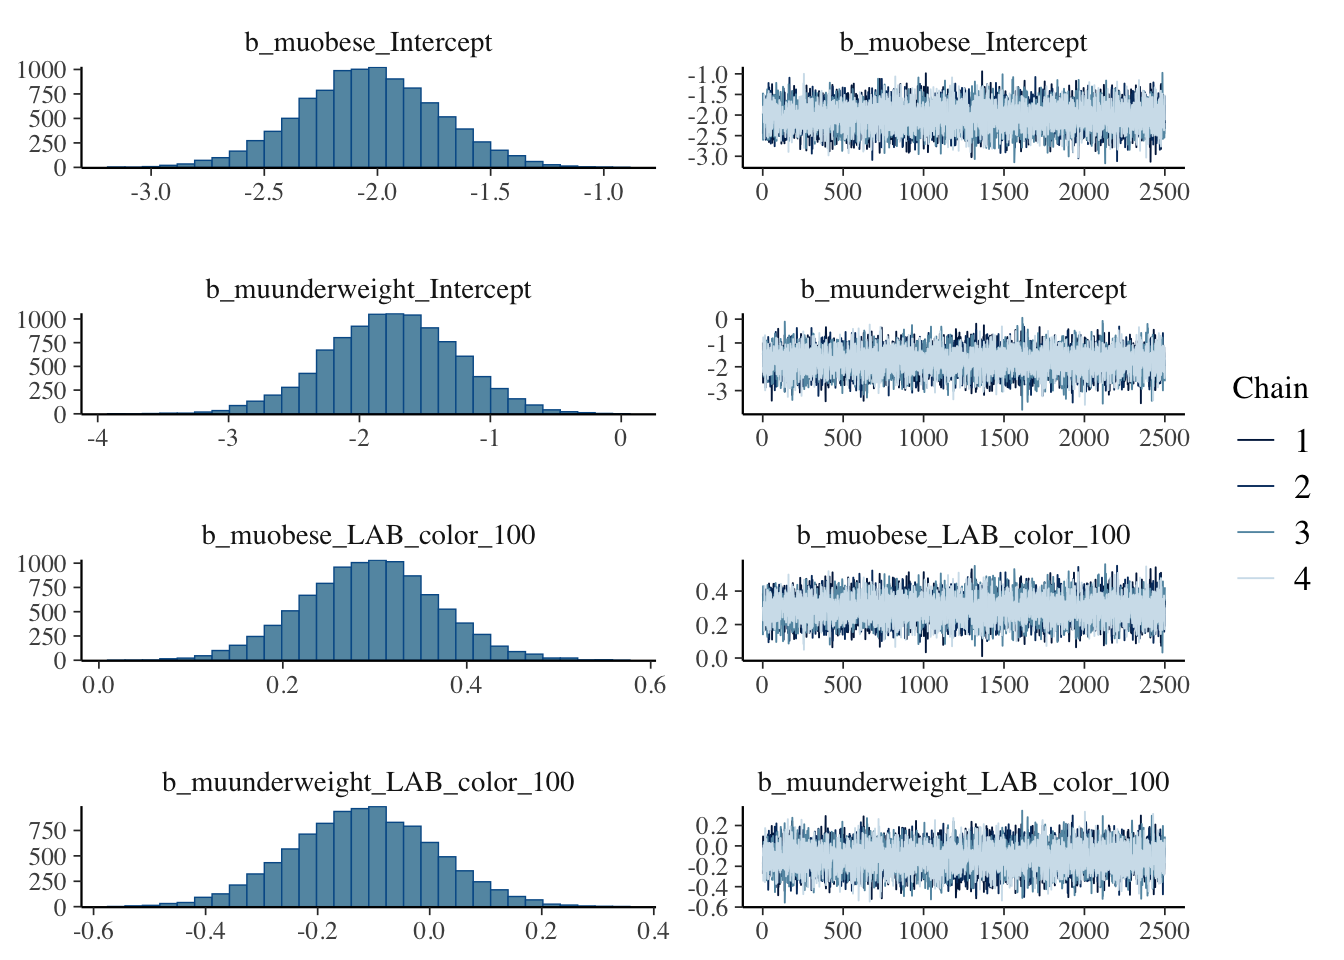 b_muobese_Intercept
1000
750
500
250
0
-3.0 -2.5 -2.0 -1.5 -1.0
b_muobese_Intercept
-1.0
-1.5
-2.0
-2.5
-3.0
0 500 1000 1500 2000 2500
b_muunderweight_Intercept
1000
750
500
250
0
-4 -3 -2 -1 0
b_muunderweight_Intercept
0
-1
-2
-3
0 500 1000 1500 2000 2500
b_muobese_LAB_color_100
1000
750
500
250
0
0.0 0.2 0.4 0.6
b_muobese_LAB_color_100
0.4
0.2
0.0
0 500 1000 1500 2000 2500
b_muunderweight_LAB_color_100
750
500
250
0
-0.6 -0.4 -0.2 0.0 0.2 0.4
b_muunderweight_LAB_color_100
0.2
0.0
-0.2
-0.4
-0.6
0 500 1000 1500 2000 2500
Chain
1
2
3
4